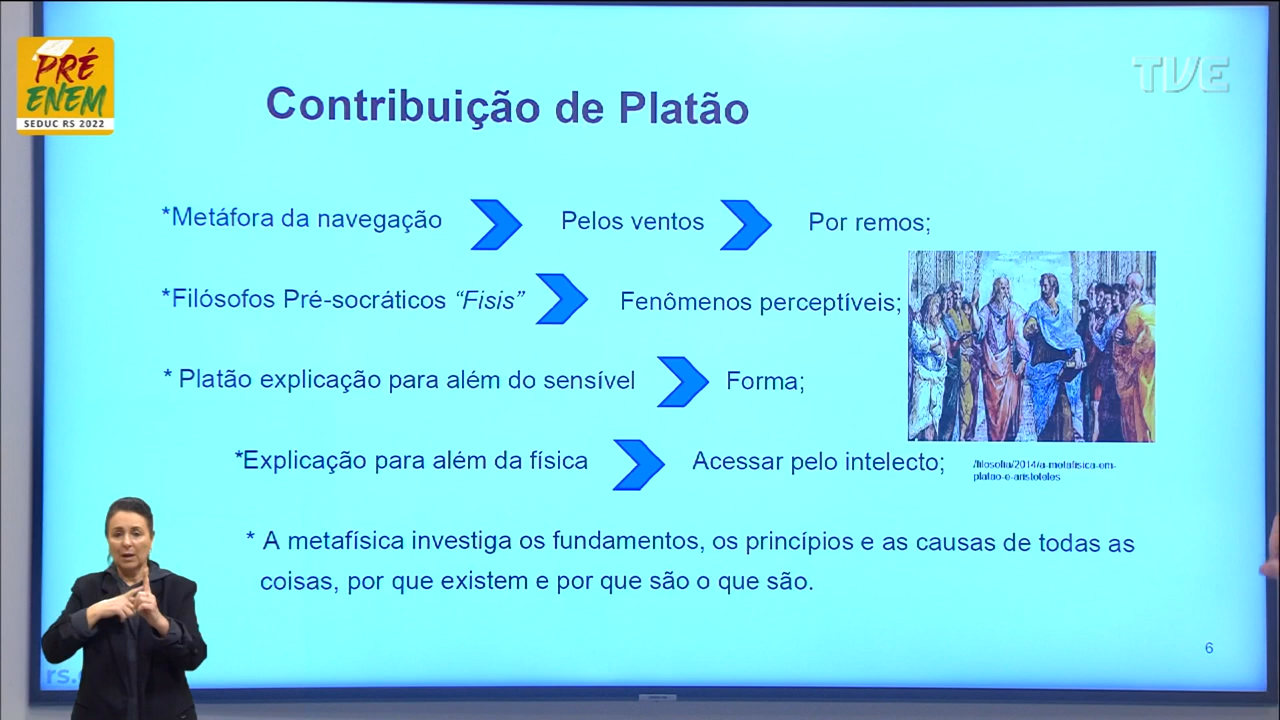 PRÉ
ENEM
SEDUC RS 2022
TVE
Contribuição de Platão
*Metáfora da navegação Pelos ventos Por remos;
*Filósofos Pré-socráticos “Fisis” Fenômenos perceptíveis;
* Platão explicação para além do sensível Forma;
*Explicação para além da física Acessar pelo intelecto;
/filosofia/2014/a-metafisica-em-
platao-e-aristoteles
* A metafísica investiga os fundamentos, os princípios e as causas de todas as
coisas, por que existem e por que são o que são.
6
rs.